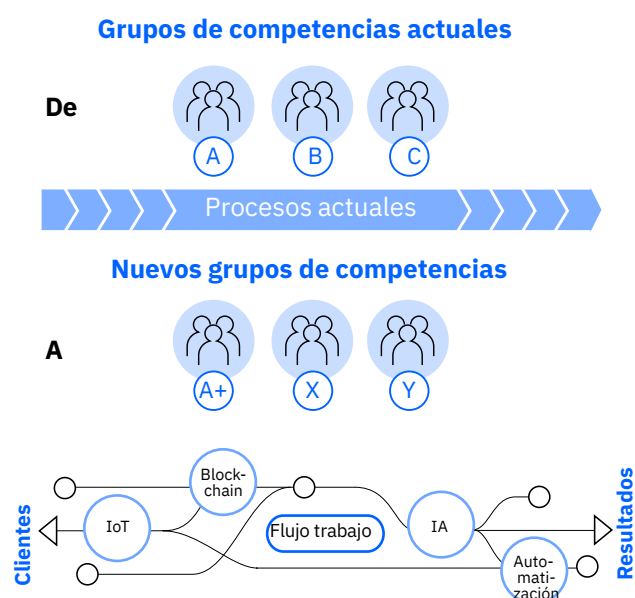 Grupos de competencias actuales
De
A
B
C
Procesos actuales
Nuevos grupos de competencias
A
A+
X
Y
Block-
chain
IoT
Flujo trabajo
IA
Auto-
mati-
zación
Clientes
Resultados